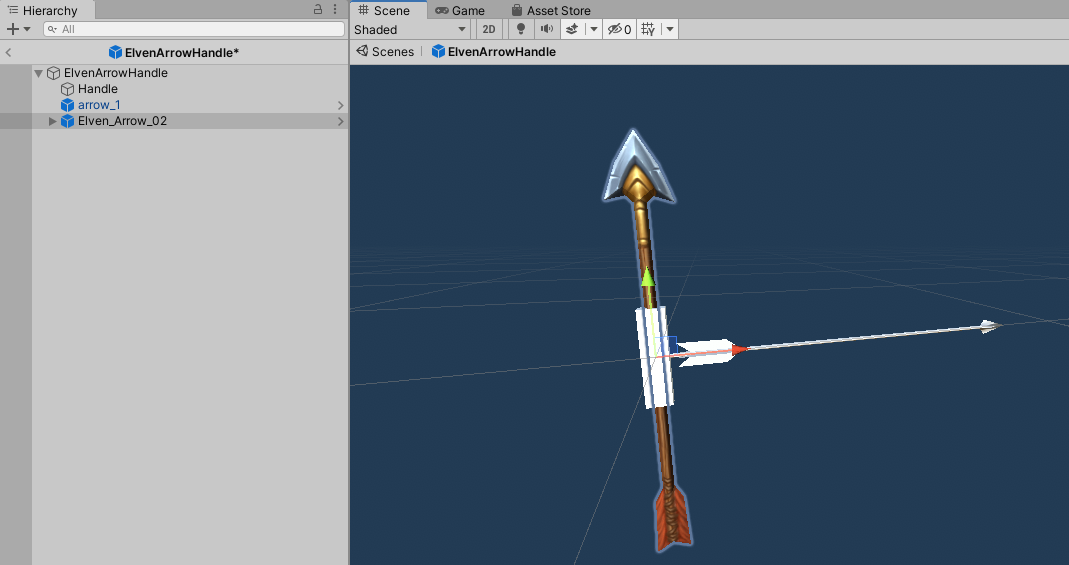 Hierarchy
All
ElvenArrowHandle*
ElvenArrowHandle
Handle
arrow_1
Elven_Arrow_02
Scene Game Asset Store
Shaded 2D 0
Scenes ElvenArrowHandle